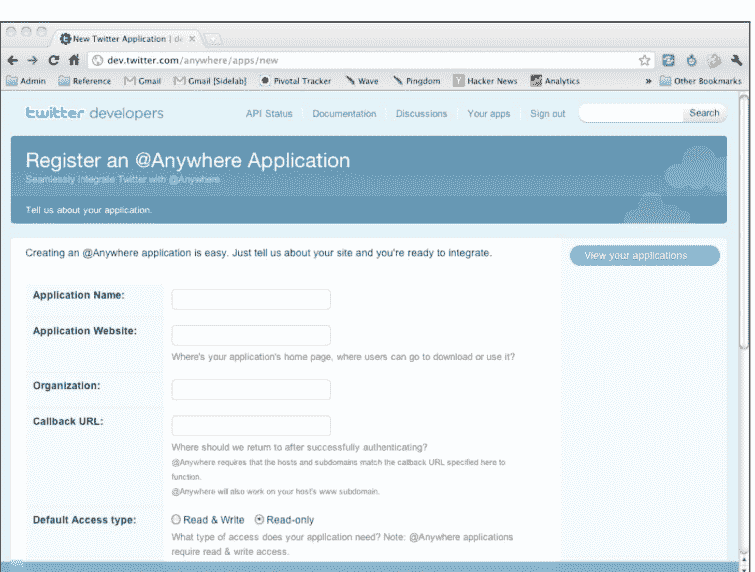 New Twitter Application | de
dev.twitter.com/anywhere/apps/new
Admin Reference Gmail Gmail [Sidelab] Pivotal Tracker Wave Pingdom Hacker News Analytics » Other Bookmarks
twitter developers API Status Documentation Discussions Your apps Sign out Search
Register an @Anywhere Application
Seamlessly Integrate Twitter with @Anywhere
Tell us about your application.
Creating an @Anywhere application is easy. Just tell us about your site and you're ready to integrate.
View your applications
Application Name:
Application Website:
Where's your application's home page, where users can go to download or use it?
Organization:
Callback URL:
Where should we return to after successfully authenticating?
@Anywhere requires that the hosts and subdomains match the callback URL specified here to
function.
@Anywhere will also work on your host's www subdomain.
Default Access type: Read & Write Read-only
What type of access does your application need? Note: @Anywhere applications
require read & write access.